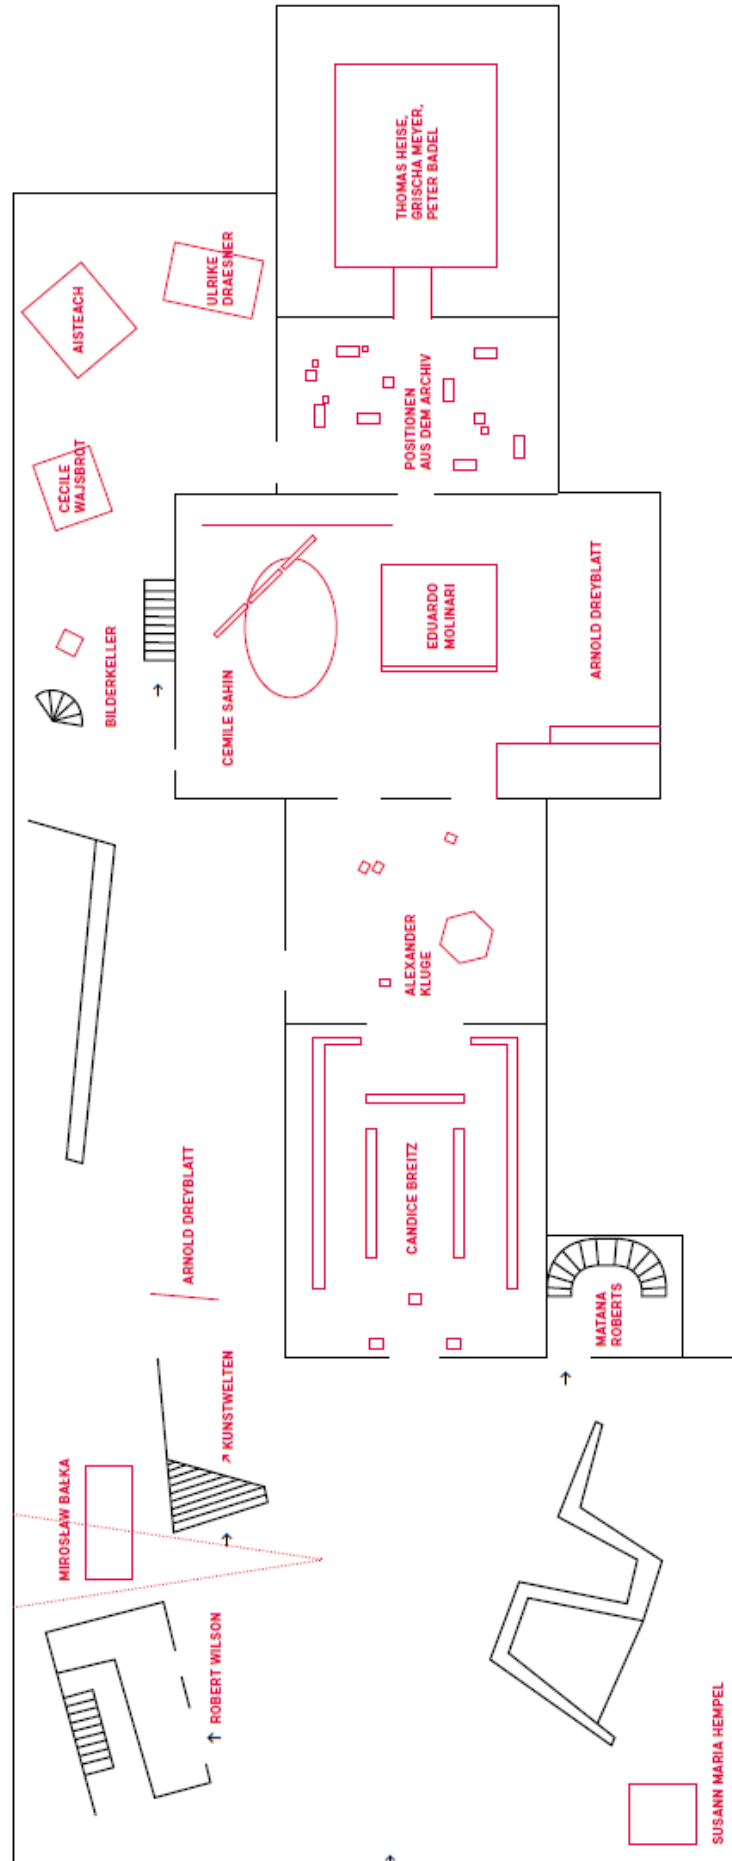 THOMAS HEISE,
GRISCHA MEYER,
PETER BADEL
ULRIKE
DRAESNER
AISTEACH
POSITIONEN
AUS DEM ARCHIV
CÉCILE
WAJSBROT
BILDERKELLER
CEMILE SAHIN
EDUARDO
MOLINARI
ARNOLD DREYBLATT
ALEXANDER
KLUGE
CANDICE BREITZ
ARNOLD DREYBLATT
MATANA
ROBERTS
↗ KUNSTWELTEN
MIROSŁAW BAŁKA
ROBERT WILSON
SUSANN MARIA HEMPEL